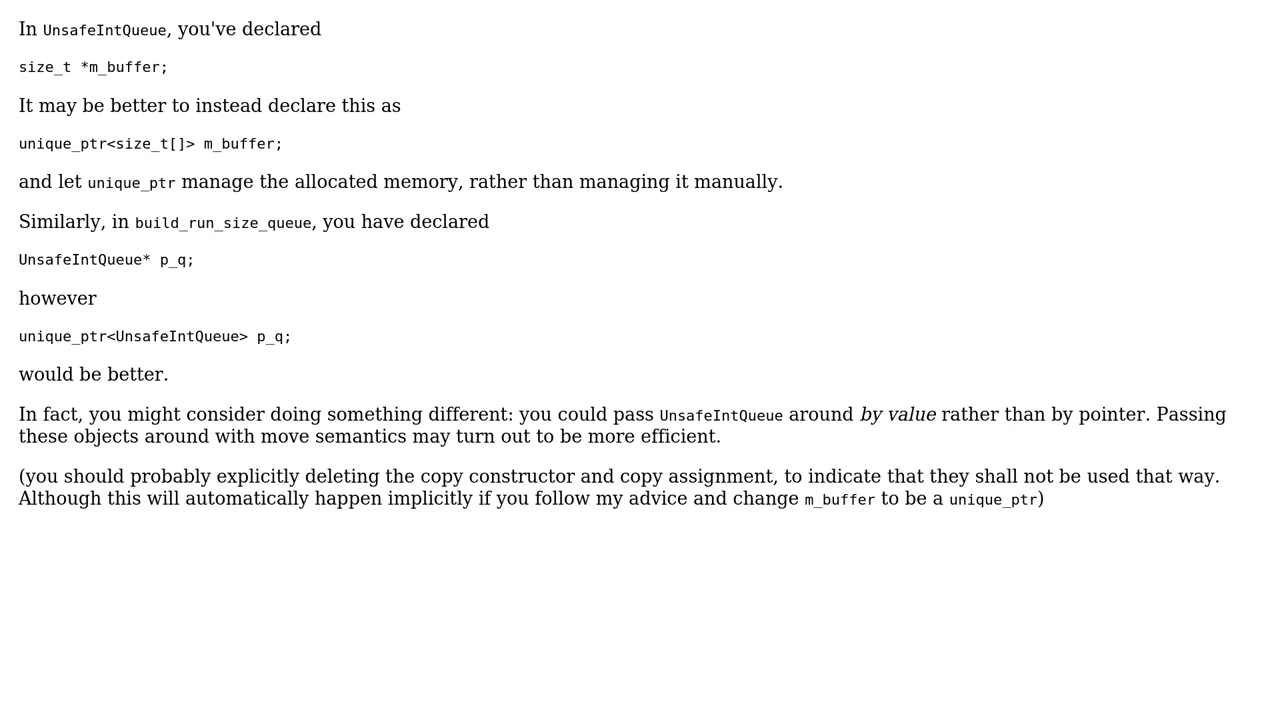 In UnsafeIntQueue, you've declared
size_t *m_buffer;
It may be better to instead declare this as
unique_ptr<size_t[]> m_buffer;
and let unique_ptr manage the allocated memory, rather than managing it manually.
Similarly, in build_run_size_queue, you have declared
UnsafeIntQueue* p_q;
however
unique_ptr<UnsafeIntQueue> p_q;
would be better.
In fact, you might consider doing something different: you could pass UnsafeIntQueue around by value rather than by pointer. Passing
these objects around with move semantics may turn out to be more efficient.
(you should probably explicitly deleting the copy constructor and copy assignment, to indicate that they shall not be used that way.
Although this will automatically happen implicitly if you follow my advice and change m_buffer to be a unique_ptr)